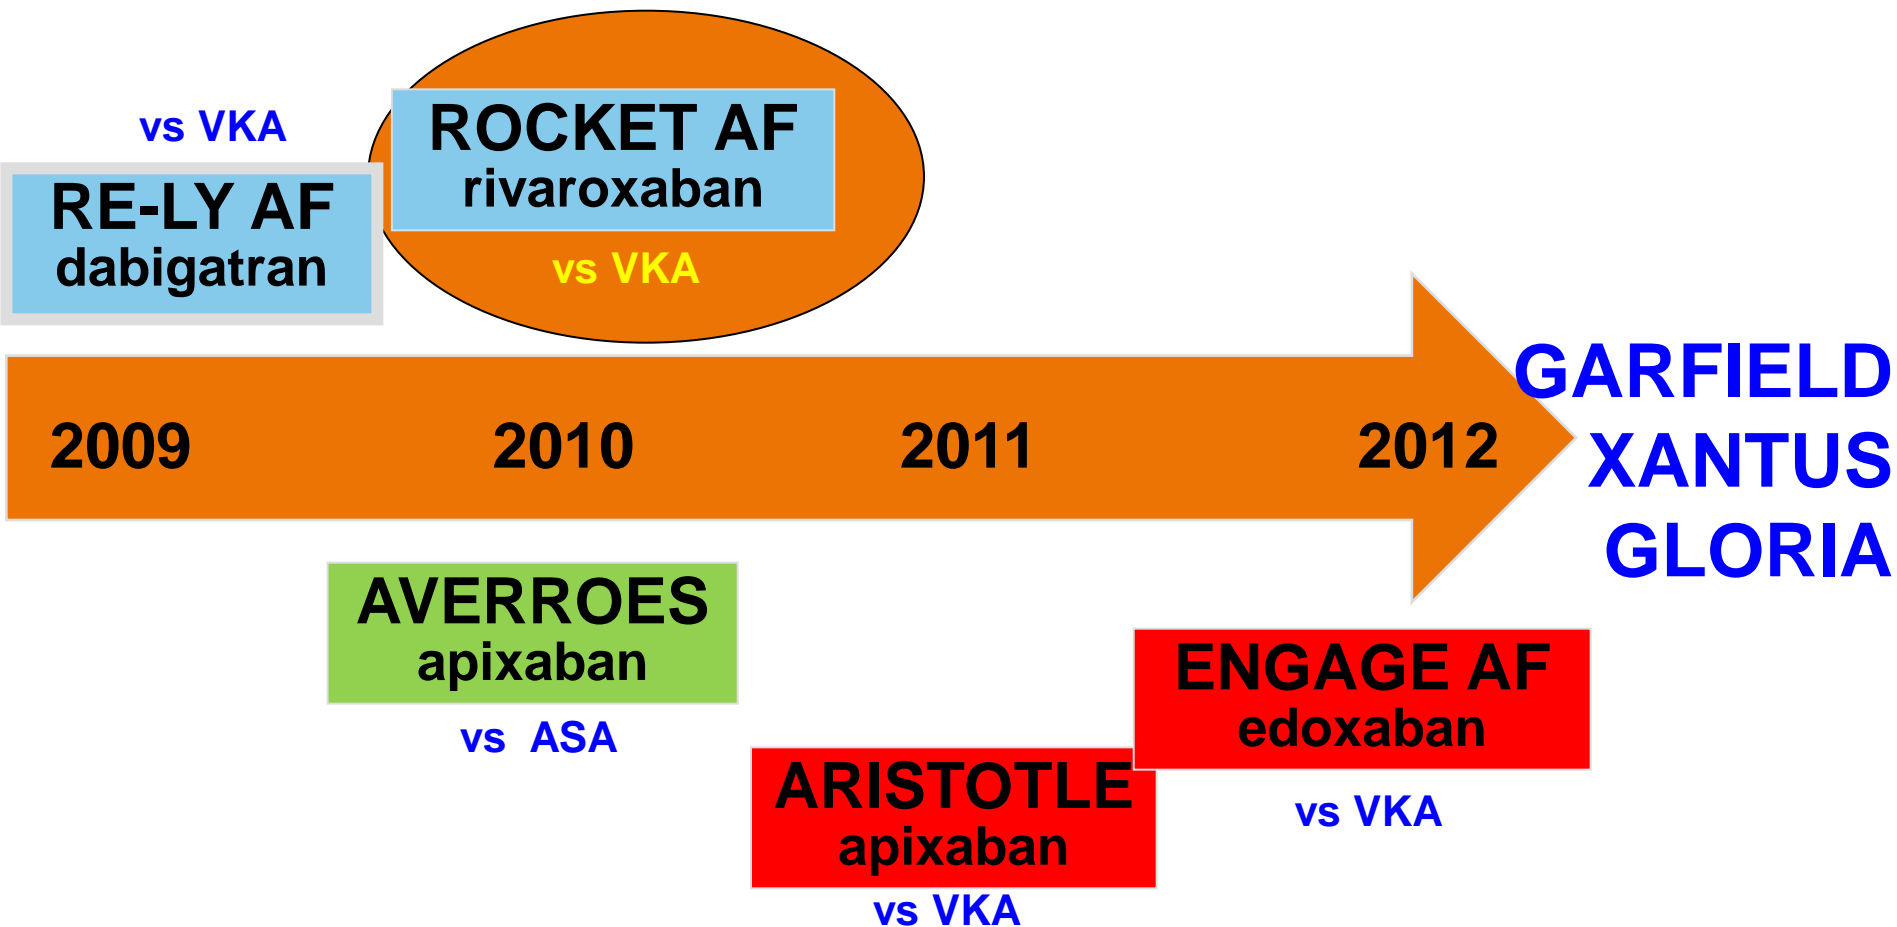 vs VKA
RE-LY AF
dabigatran
ROCKET AF
rivaroxaban
vs VKA
2009 2010 2011 2012
GARFIELD
XANTUS
GLORIA
AVERROES
apixaban
vs ASA
ARISTOTLE
apixaban
vs VKA
ENGAGE AF
edoxaban
vs VKA